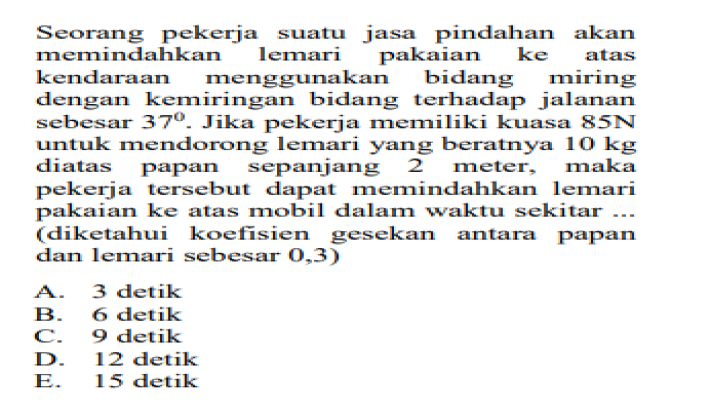 Seorang pekerja suatu jasa pindahan akan
memindahkan lemari pakaian ke atas
kendaraan menggunakan bidang miring
dengan kemiringan bidang terhadap jalanan
sebesar 37⁰. Jika pekerja memiliki kuasa 85N
untuk mendorong lemari yang beratnya 10 kg
diatas papan sepanjang 2 meter, maka
pekerja tersebut dapat memindahkan lemari
pakaian ke atas mobil dalam waktu sekitar ...
(diketahui koefisien gesekan antara papan
dan lemari sebesar 0,3)
A. 3 detik
B. 6 detik
C. 9 detik
D. 12 detik
E. 15 detik